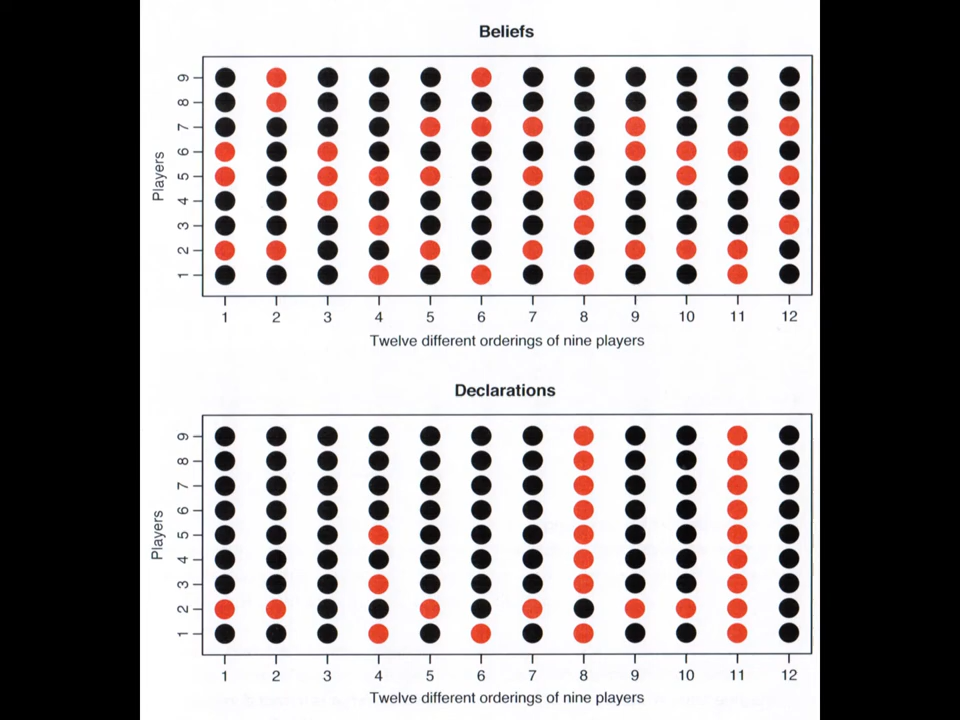 Beliefs
Players
9
8
7
6
5
4
3
2
1
1 2 3 4 5 6 7 8 9 10 11 12
Twelve different orderings of nine players
Declarations
Players
9
8
7
6
5
4
3
2
1
1 2 3 4 5 6 7 8 9 10 11 12
Twelve different orderings of nine players